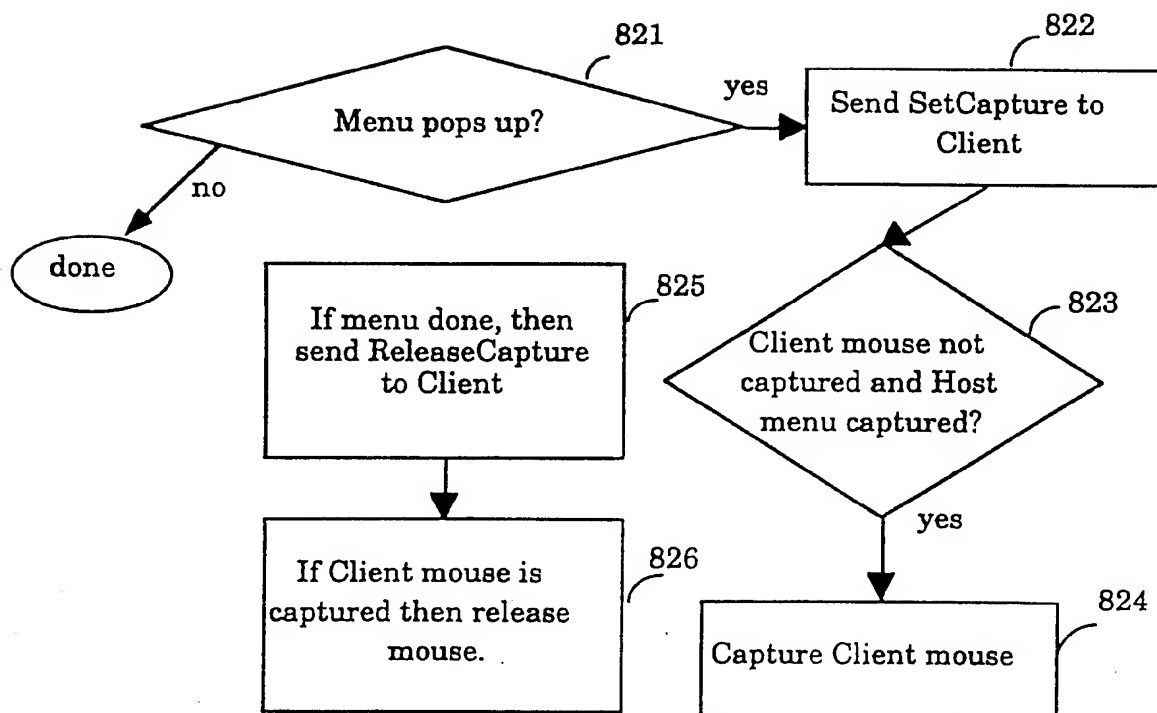 821
Menu pops up?
yes
822
Send SetCapture to
Client
no
done
825
If menu done, then
send ReleaseCapture
to Client
823
Client mouse not
captured and Host
menu captured?
yes
826
If Client mouse is
captured then release
mouse.
824
Capture Client mouse